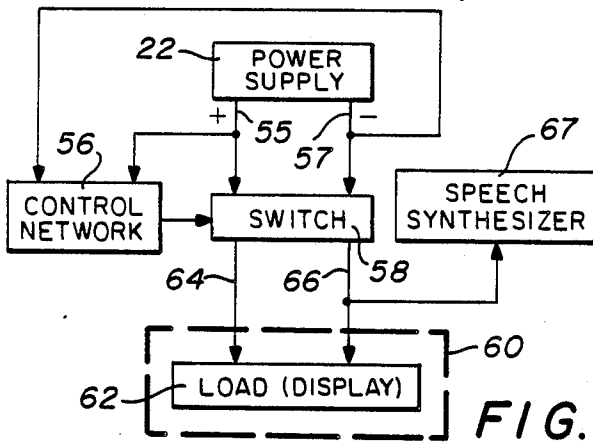 22
POWER
SUPPLY
+
55
57
−
56
67
CONTROL
NETWORK
SWITCH
SPEECH
SYNTHESIZER
64
66
58
60
62
LOAD (DISPLAY)
FIG.